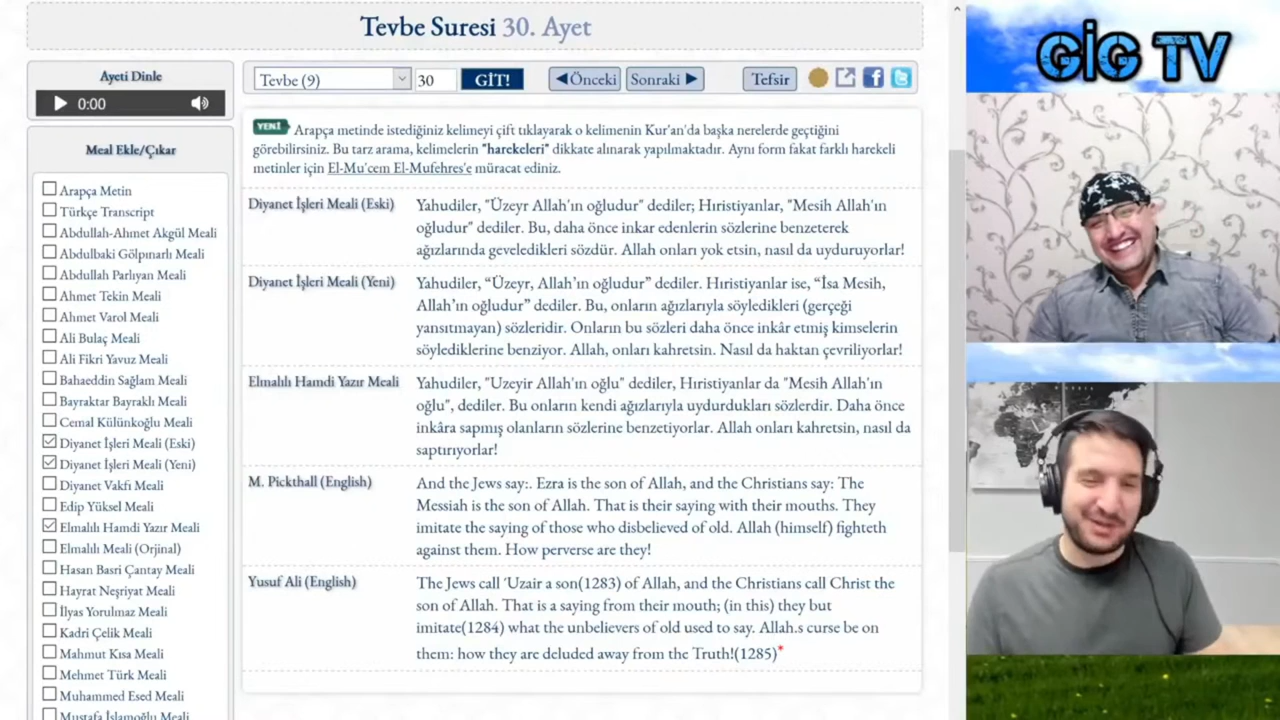 Tevbe Suresi 30. Ayet
GİG TV
Ayeti Dinle
0:00
Tevbe (9)
30
GİT!
◄Önceki
Sonraki ►
Tefsir
Meal Ekle/Çıkar
Arapça Metin
Türkçe Transcript
Abdullah-Ahmet Akgül Meali
Abdulbaki Gölpınarlı Meali
Abdullah Parlıyan Meali
Ahmet Tekin Meali
Ahmet Varol Meali
Ali Bulaç Meali
Ali Fikri Yavuz Meali
Bahaeddin Sağlam Meali
Bayraktar Bayraklı Meali
Cemal Külünkoğlu Meali
Diyanet İşleri Meali (Eski)
Diyanet İşleri Meali (Yeni)
Diyanet Vakfı Meali
Edip Yüksel Meali
Elmalılı Hamdi Yazır Meali
Elmalılı Meali (Orjinal)
Hasan Basri Çantay Meali
Hayrat Neşriyat Meali
İlyas Yorulmaz Meali
Kadri Çelik Meali
Mahmut Kısa Meali
Mehmet Türk Meali
Muhammed Esed Meali
Mustafa İslamoğlu Meali
YENİ Arapça metinde istediğiniz kelimeyi çift tıklayarak o kelimenin Kur'an'da başka nerelerde geçtiğini
görebilirsiniz. Bu tarz arama, kelimelerin "harekeleri" dikkate alınarak yapılmaktadır. Aynı form fakat farklı harekeli
metinler için El-Mu'cem El-Mufehres'e müracat ediniz.
Diyanet İşleri Meali (Eski)
Yahudiler, "Üzeyr Allah'ın oğludur" dediler; Hıristiyanlar, "Mesih Allah'ın
oğludur" dediler. Bu, daha önce inkar edenlerin sözlerine benzeterek
ağızlarında geveledikleri sözdür. Allah onları yok etsin, nasıl da uyduruyorlar!
Diyanet İşleri Meali (Yeni)
Yahudiler, “Üzeyr, Allah’ın oğludur” dediler. Hıristiyanlar ise, “İsa Mesih,
Allah’ın oğludur” dediler. Bu, onların ağızlarıyla söyledikleri (gerçeği
yansıtmayan) sözleridir. Onların bu sözleri daha önce inkâr etmiş kimselerin
söylediklerine benziyor. Allah, onları kahretsin. Nasıl da haktan çevriliyorlar!
Elmalılı Hamdi Yazır Meali
Yahudiler, "Uzeyir Allah'ın oğlu" dediler, Hıristiyanlar da "Mesih Allah'ın
oğlu", dediler. Bu onların kendi ağızlarıyla uydurdukları sözlerdir. Daha önce
inkâra sapmış olanların sözlerine benzetiyorlar. Allah onları kahretsin, nasıl da
saptırıyorlar!
M. Pickthall (English)
And the Jews say:. Ezra is the son of Allah, and the Christians say: The
Messiah is the son of Allah. That is their saying with their mouths. They
imitate the saying of those who disbelieved of old. Allah (himself) fighteth
against them. How perverse are they!
Yusuf Ali (English)
The Jews call 'Uzair a son(1283) of Allah, and the Christians call Christ the
son of Allah. That is a saying from their mouth; (in this) they but
imitate(1284) what the unbelievers of old used to say. Allah.s curse be on
them: how they are deluded away from the Truth!(1285)*